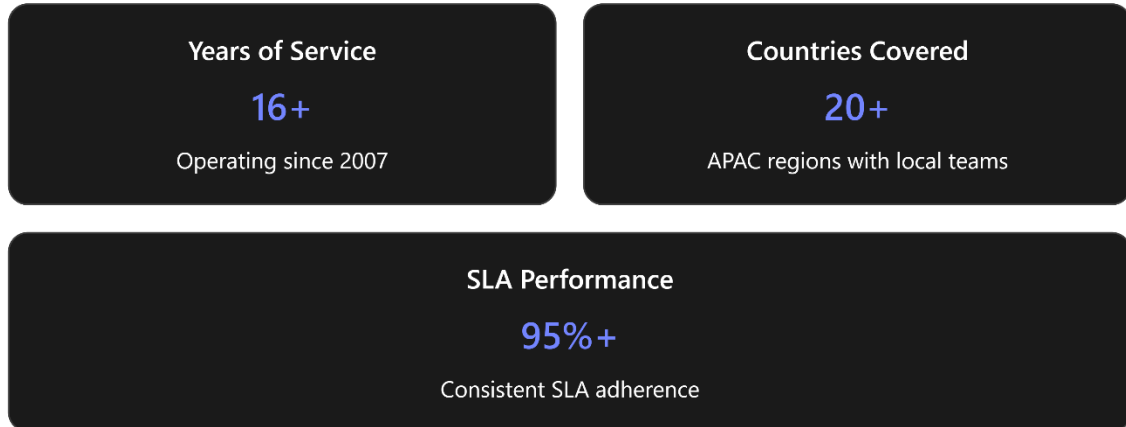 Years of Service
16+
Operating since 2007
Countries Covered
20+
APAC regions with local teams
SLA Performance
95%+
Consistent SLA adherence